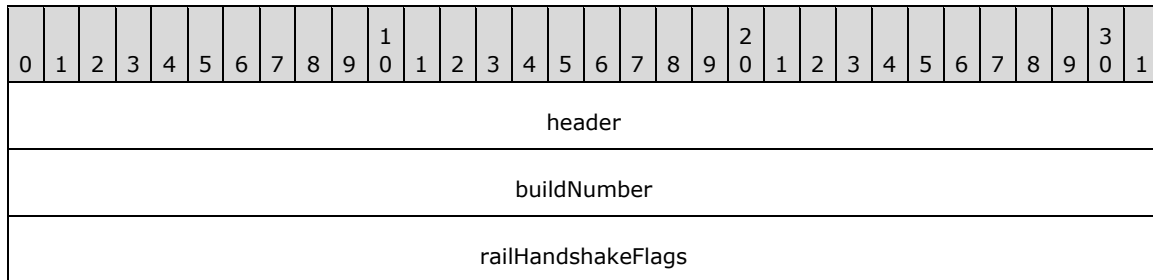 0 1 2 3 4 5 6 7 8 9 1 0 1 2 3 4 5 6 7 8 9 2 0 1 2 3 4 5 6 7 8 9 3 0 1
header
buildNumber
railHandshakeFlags